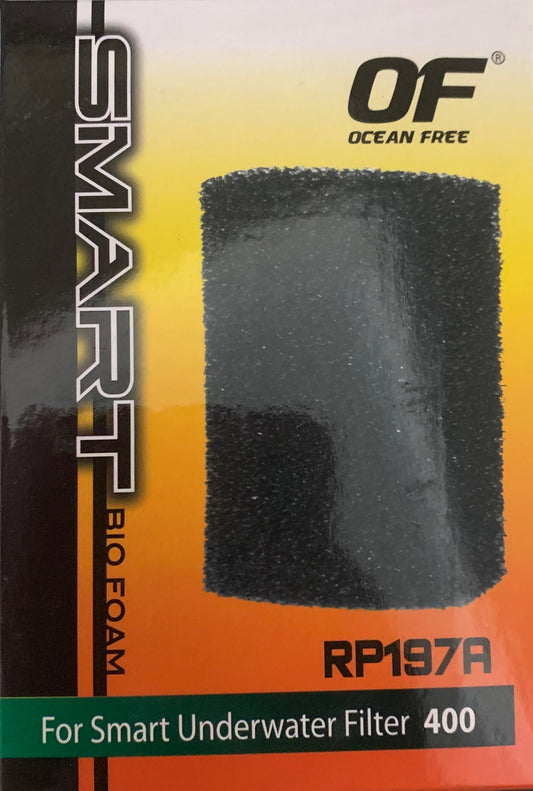 SMART
BIO FOAM
OF®
OCEAN FREE
RP197A
For Smart Underwater Filter 400